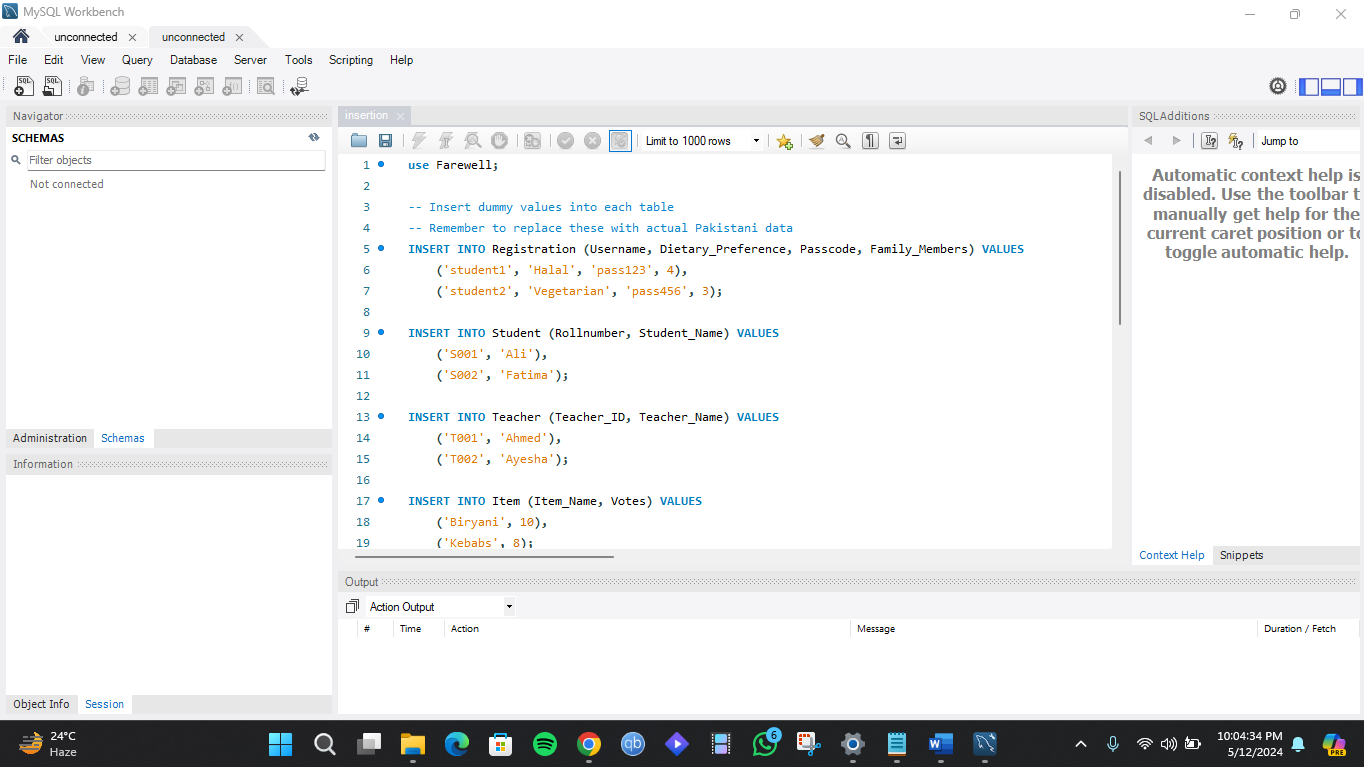 MySQL Workbench
unconnected
unconnected
File Edit View Query Database Server Tools Scripting Help
SQL
SQL
Navigator
SCHEMAS
Filter objects
Not connected
Administration Schemas
Information
Object Info Session
insertion
Limit to 1000 rows
1 use Farewell;
2
3 -- Insert dummy values into each table
4 -- Remember to replace these with actual Pakistani data
5 INSERT INTO Registration (Username, Dietary_Preference, Passcode, Family_Members) VALUES
6 ('student1', 'Halal', 'pass123', 4),
7 ('student2', 'Vegetarian', 'pass456', 3);
8
9 INSERT INTO Student (Rollnumber, Student_Name) VALUES
10 ('S001', 'Ali'),
11 ('S002', 'Fatima');
12
13 INSERT INTO Teacher (Teacher_ID, Teacher_Name) VALUES
14 ('T001', 'Ahmed'),
15 ('T002', 'Ayesha');
16
17 INSERT INTO Item (Item_Name, Votes) VALUES
18 ('Biryani', 10),
19 ('Kebabs', 8);
SQLAdditions
Jump to
Automatic context help is
disabled. Use the toolbar t
manually get help for the
current caret position or to
toggle automatic help.
Context Help Snippets
Output
Action Output
# Time Action Message Duration / Fetch
24°C
Haze
qb
6
W
10:04:34 PM
5/12/2024
PRE